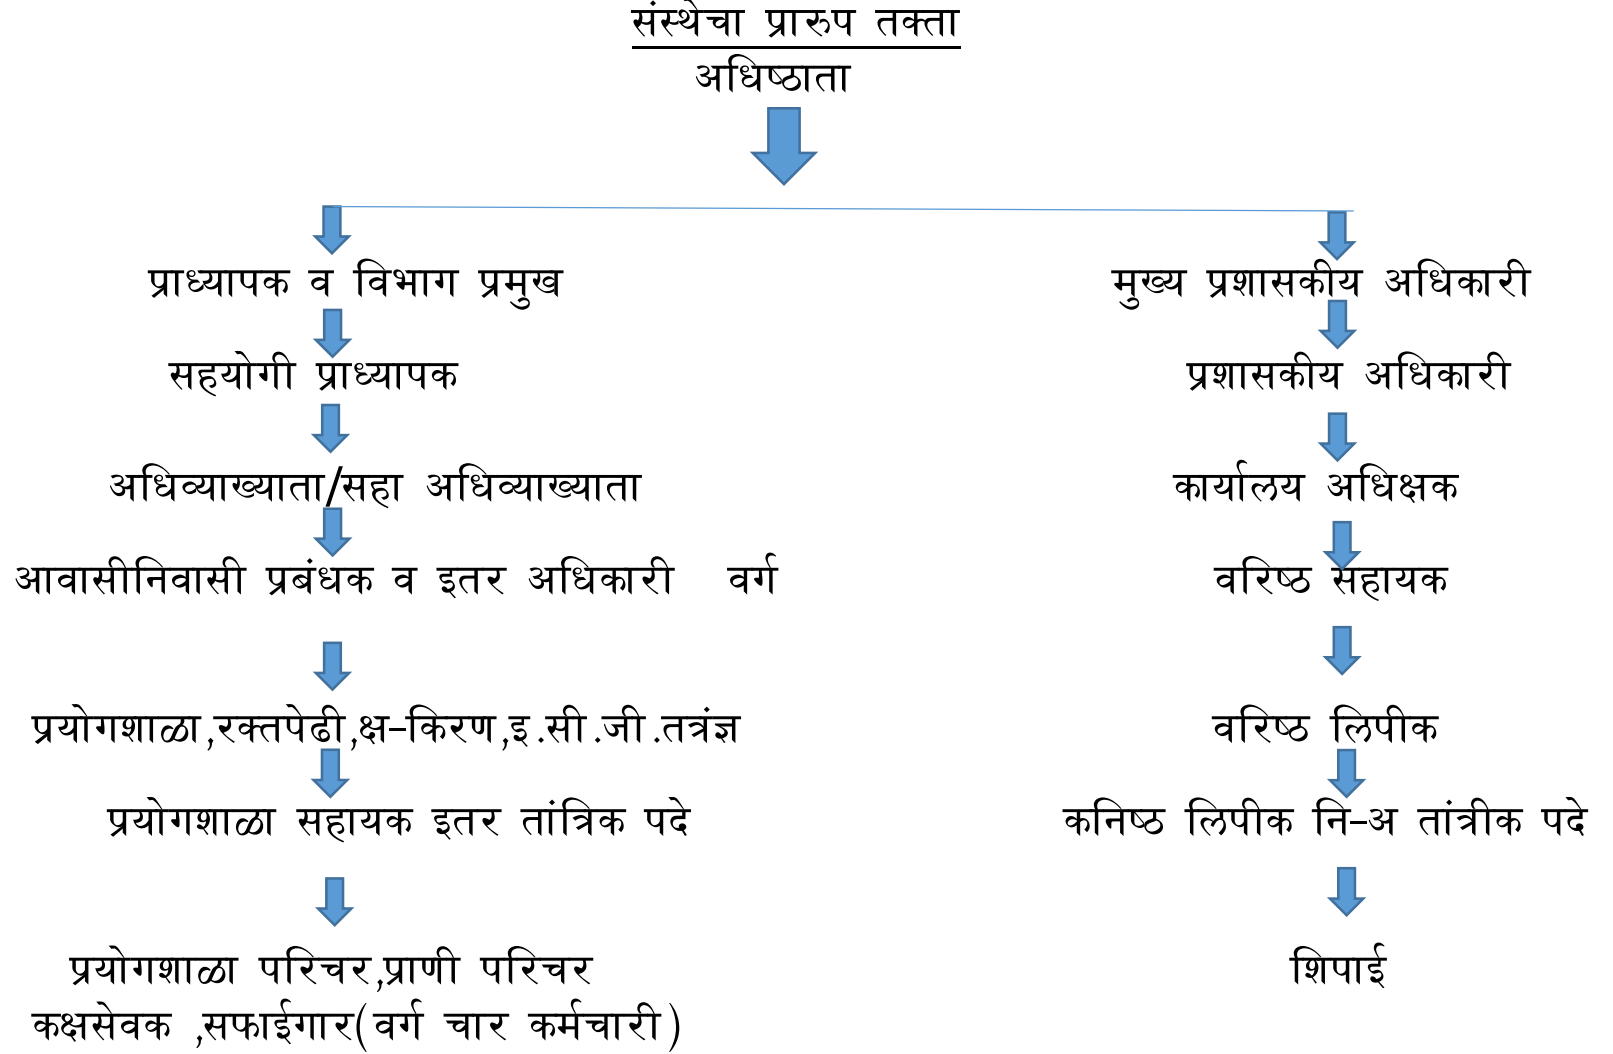 संस्थेचा प्रारुप तक्ता
अधिष्ठाता
प्राध्यापक व विभाग प्रमुख
मुख्य प्रशासकीय अधिकारी
सहयोगी प्राध्यापक
प्रशासकीय अधिकारी
अधिव्याख्याता/सहा अधिव्याख्याता
कार्यालय अधिक्षक
आवासीनिवासी प्रबंधक व इतर अधिकारी वर्ग
वरिष्ठ सहायक
प्रयोगशाळा,रक्तपेढी,क्ष-किरण,इ.सी.जी.तत्रंज्ञ
वरिष्ठ लिपीक
प्रयोगशाळा सहायक इतर तांत्रिक पदे
कनिष्ठ लिपीक नि-अ तांत्रीक पदे
प्रयोगशाळा परिचर,प्राणी परिचर
शिपाई
कक्षसेवक ,सफाईगार(वर्ग चार कर्मचारी)